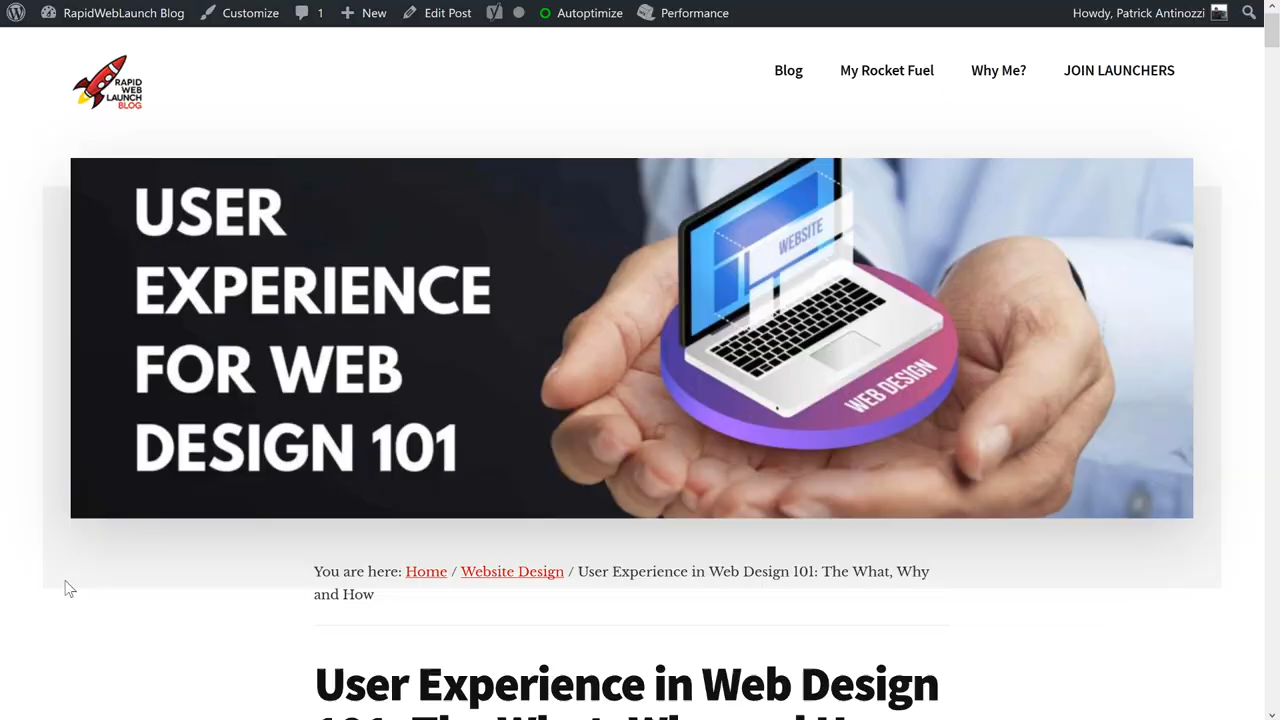 RapidWebLaunch Blog Customize 1 New Edit Post Autoptimize Performance Howdy, Patrick Antinozzi
RAPID
WEB
LAUNCH
BLOG
Blog My Rocket Fuel Why Me? JOIN LAUNCHERS
USER
EXPERIENCE
FOR WEB
DESIGN 101
WEBSITE
WEB DESIGN
You are here: Home / Website Design / User Experience in Web Design 101: The What, Why
and How
User Experience in Web Design